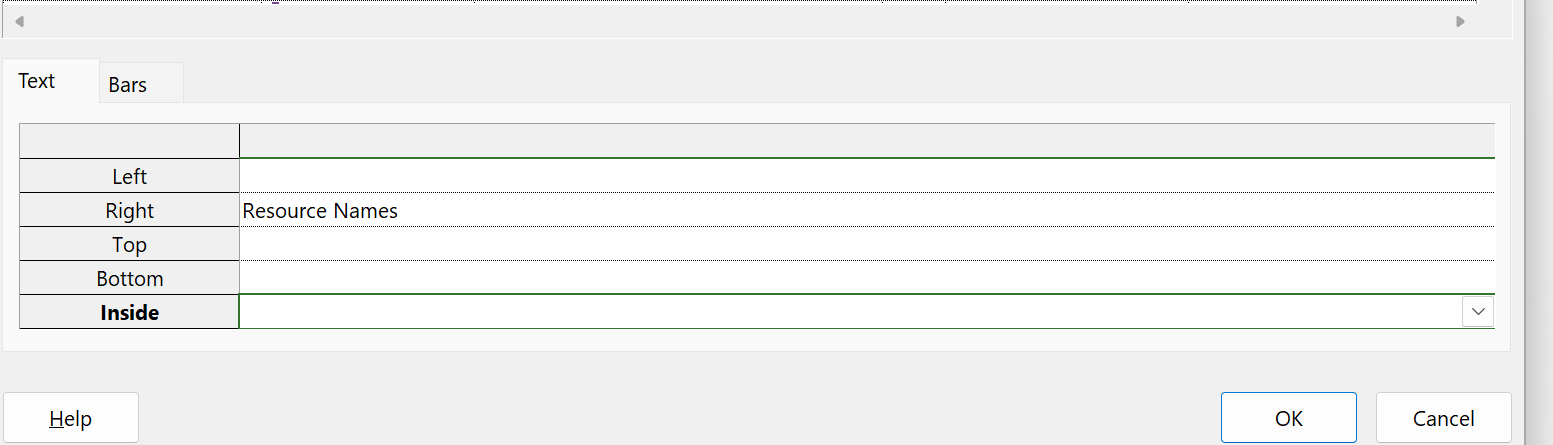 Text
Bars
Left
Right Resource Names
Top
Bottom
Inside
Help OK Cancel